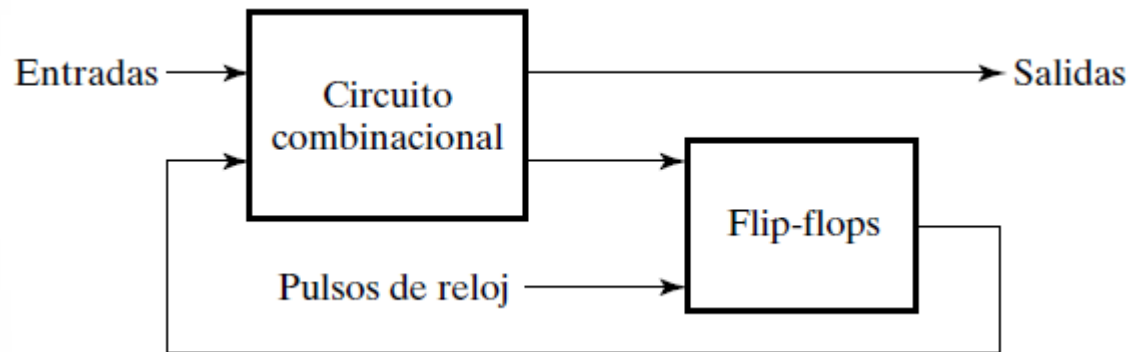 Entradas
Circuito
combinacional
Salidas
Flip-flops
Pulsos de reloj